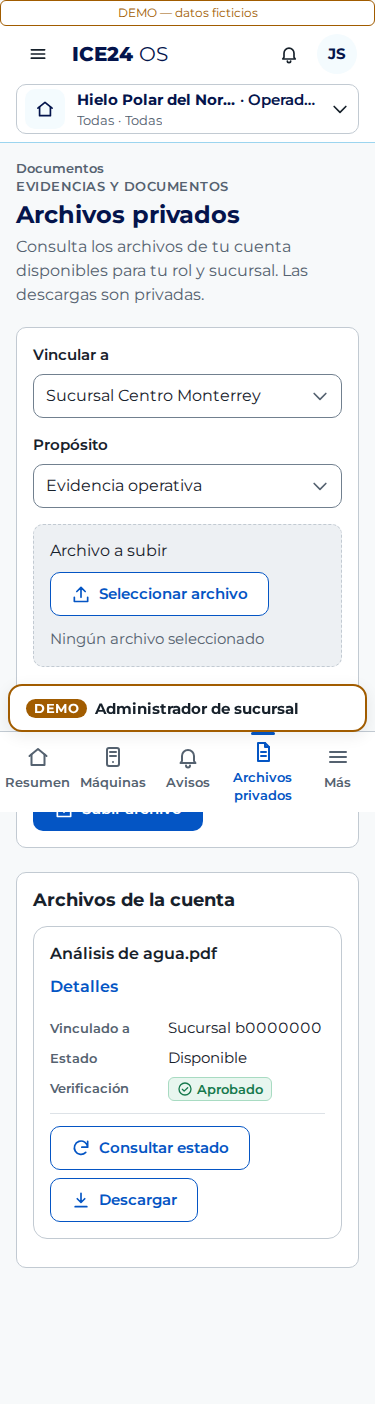 DEMO — datos ficticios
ICE24 OS
JS
Hielo Polar del Nor... · Operad...
Todas · Todas
Documentos
EVIDENCIAS Y DOCUMENTOS
Archivos privados
Consulta los archivos de tu cuenta
disponibles para tu rol y sucursal. Las
descargas son privadas.
Vincular a
Sucursal Centro Monterrey
Propósito
Evidencia operativa
Archivo a subir
Seleccionar archivo
Ningún archivo seleccionado
DEMO Administrador de sucursal
Resumen
Máquinas
Avisos
Archivos
privados
Más
Subir archivo
Archivos de la cuenta
Análisis de agua.pdf
Detalles
Vinculado a Sucursal b0000000
Estado Disponible
Verificación Aprobado
Consultar estado
Descargar